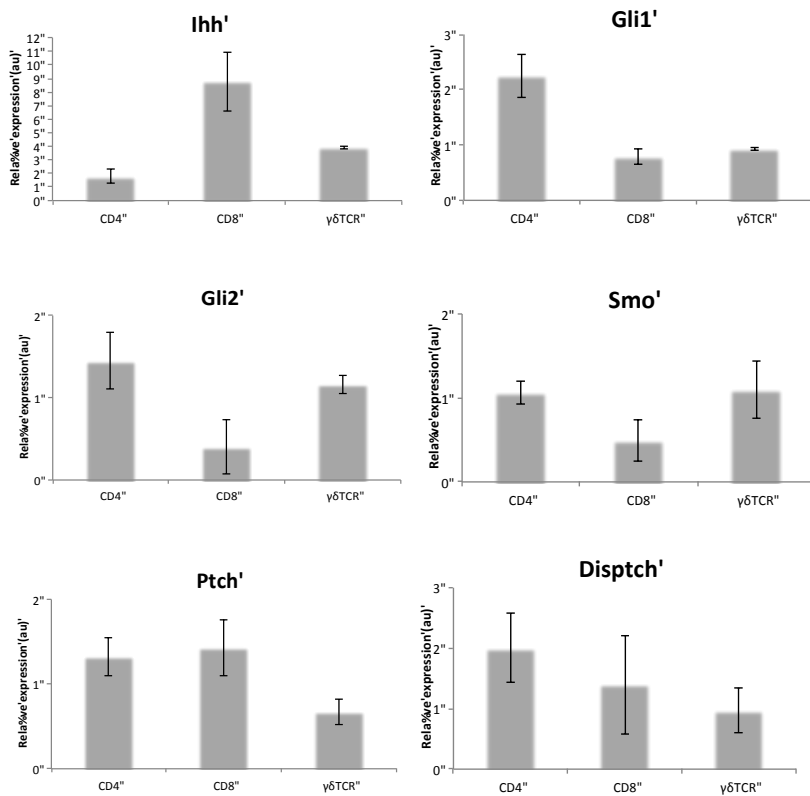 Ihh'
Rela%ve'expression'(au)'
12"
11"
10"
9"
8"
7"
6"
5"
4"
3"
2"
1"
0"
CD4" CD8" γδTCR"
Gli1'
Rela%ve'expression'(au)'
3"
2"
1"
0"
CD4" CD8" γδTCR"
Gli2'
Rela%ve'expression'(au)'
2"
1"
0"
CD4" CD8" γδTCR"
Smo'
Rela%ve'expression'(au)'
2"
1"
0"
CD4" CD8" γδTCR"
Ptch'
Rela%ve'expression'(au)'
2"
1"
0"
CD4" CD8" γδTCR"
Disptch'
Rela%ve'expression'(au)'
3"
2"
1"
0"
CD4" CD8" γδTCR"